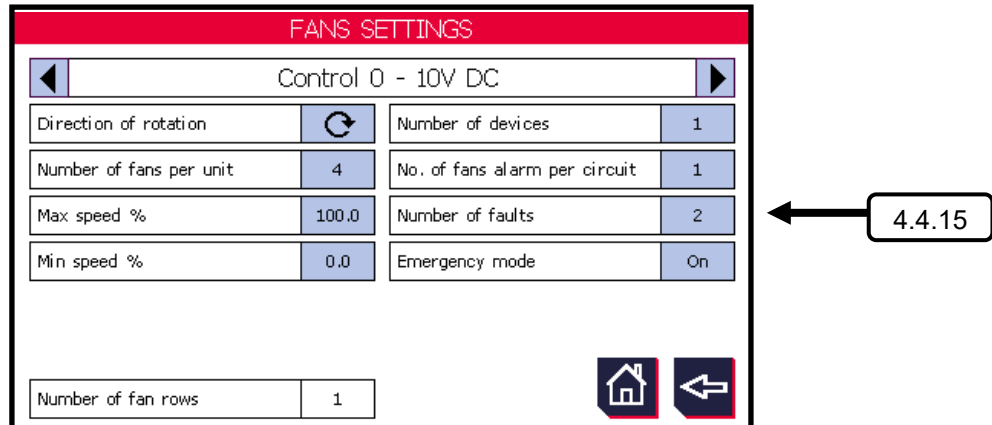 FANS SETTINGS
Control 0 - 10V DC
Direction of rotation
Number of devices 1
Number of fans per unit 4
No. of fans alarm per circuit 1
Max speed % 100.0
Number of faults 2
4.4.15
Min speed % 0.0
Emergency mode On
Number of fan rows 1